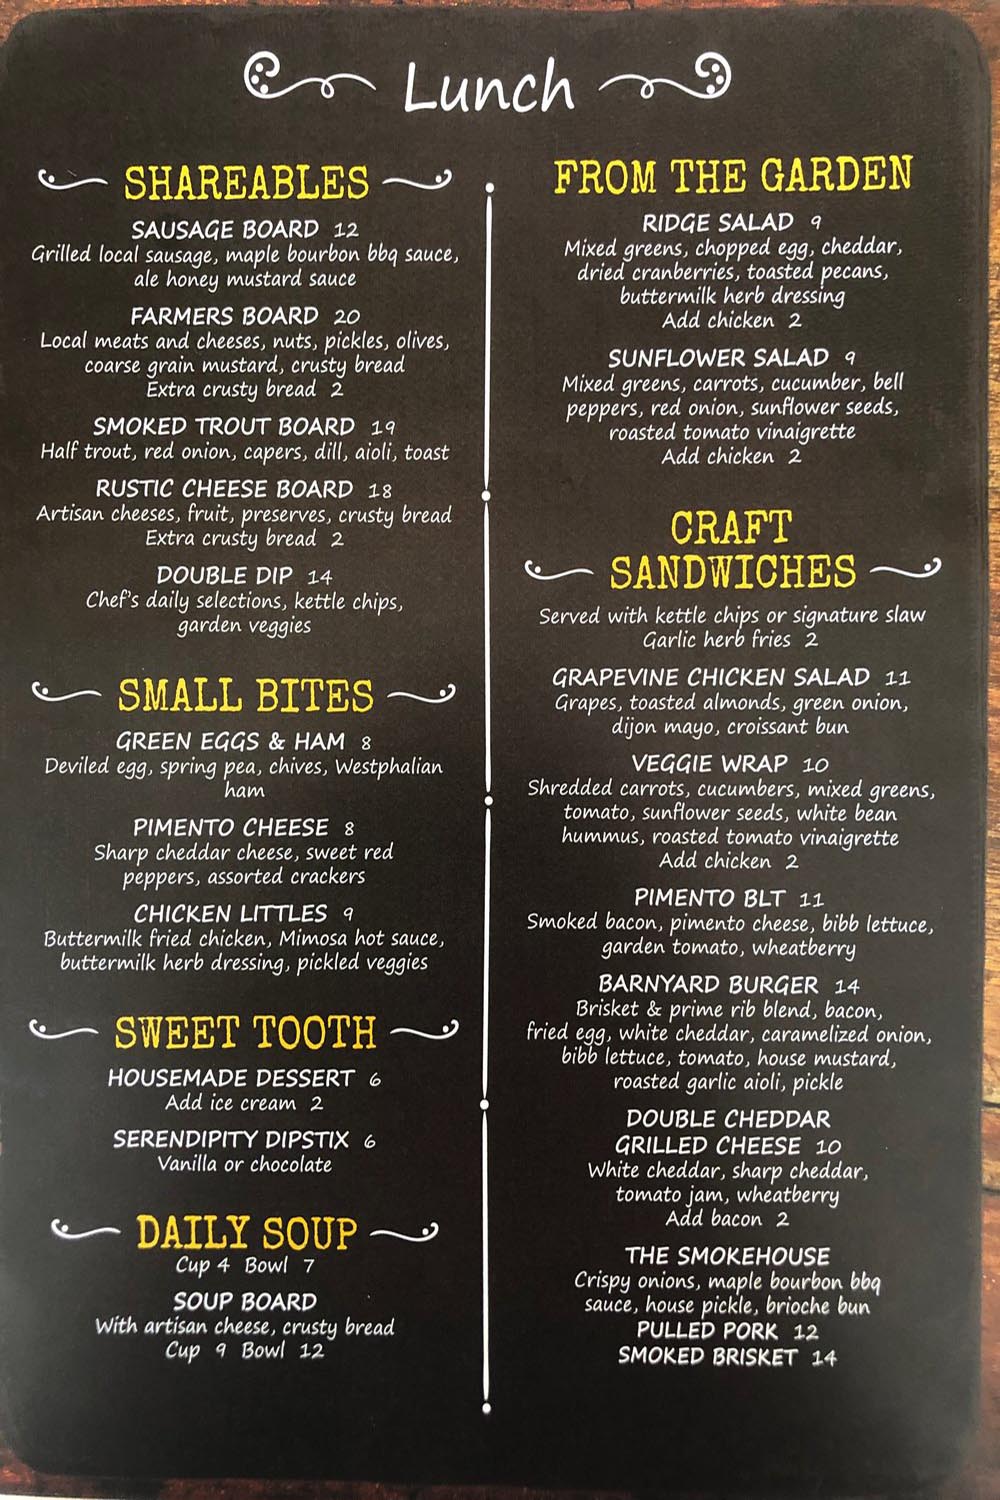 Lunch
SHAREABLES
SAUSAGE BOARD 12
Grilled local sausage, maple bourbon bbq sauce,
ale honey mustard sauce
FARMERS BOARD 20
Local meats and cheeses, nuts, pickles, olives,
coarse grain mustard, crusty bread
Extra crusty bread 2
SMOKED TROUT BOARD 19
Half trout, red onion, capers, dill, aioli, toast
RUSTIC CHEESE BOARD 18
Artisan cheeses, fruit, preserves, crusty bread
Extra crusty bread 2
DOUBLE DIP 14
Chef's daily selections, kettle chips,
garden veggies
SMALL BITES
GREEN EGGS & HAM 8
Deviled egg, spring pea, chives, Westphalian
ham
PIMENTO CHEESE 8
Sharp cheddar cheese, sweet red
peppers, assorted crackers
CHICKEN LITTLES 9
Buttermilk fried chicken, Mimosa hot sauce,
buttermilk herb dressing, pickled veggies
SWEET TOOTH
HOUSEMADE DESSERT 6
Add ice cream 2
SERENDIPITY DIPSTIX 6
Vanilla or chocolate
DAILY SOUP
Cup 4 Bowl 7
SOUP BOARD
With artisan cheese, crusty bread
Cup 9 Bowl 12
FROM THE GARDEN
RIDGE SALAD 9
Mixed greens, chopped egg, cheddar,
dried cranberries, toasted pecans,
buttermilk herb dressing
Add chicken 2
SUNFLOWER SALAD 9
Mixed greens, carrots, cucumber, bell
peppers, red onion, sunflower seeds,
roasted tomato vinaigrette
Add chicken 2
CRAFT
SANDWICHES
Served with kettle chips or signature slaw
Garlic herb fries 2
GRAPEVINE CHICKEN SALAD 11
Grapes, toasted almonds, green onion,
dijon mayo, croissant bun
VEGGIE WRAP 10
Shredded carrots, cucumbers, mixed greens,
tomato, sunflower seeds, white bean
hummus, roasted tomato vinaigrette
Add chicken 2
PIMENTO BLT 11
Smoked bacon, pimento cheese, bibb lettuce,
garden tomato, wheatberry
BARNYARD BURGER 14
Brisket & prime rib blend, bacon,
fried egg, white cheddar, caramelized onion,
bibb lettuce, tomato, house mustard,
roasted garlic aioli, pickle
DOUBLE CHEDDAR
GRILLED CHEESE 10
White cheddar, sharp cheddar,
tomato jam, wheatberry
Add bacon 2
THE SMOKEHOUSE
Crispy onions, maple bourbon bbq
sauce, house pickle, brioche bun
PULLED PORK 12
SMOKED BRISKET 14